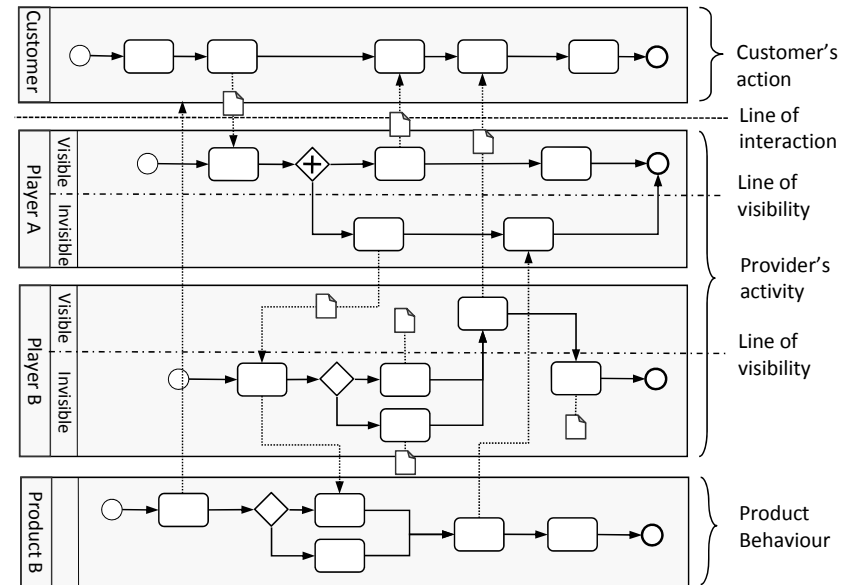 Customer
Customer's
action
Line of
interaction
Player A
Visible
Invisible
Line of
visibility
Provider's
activity
Player B
Visible
Invisible
Line of
visibility
Product B
Product
Behaviour